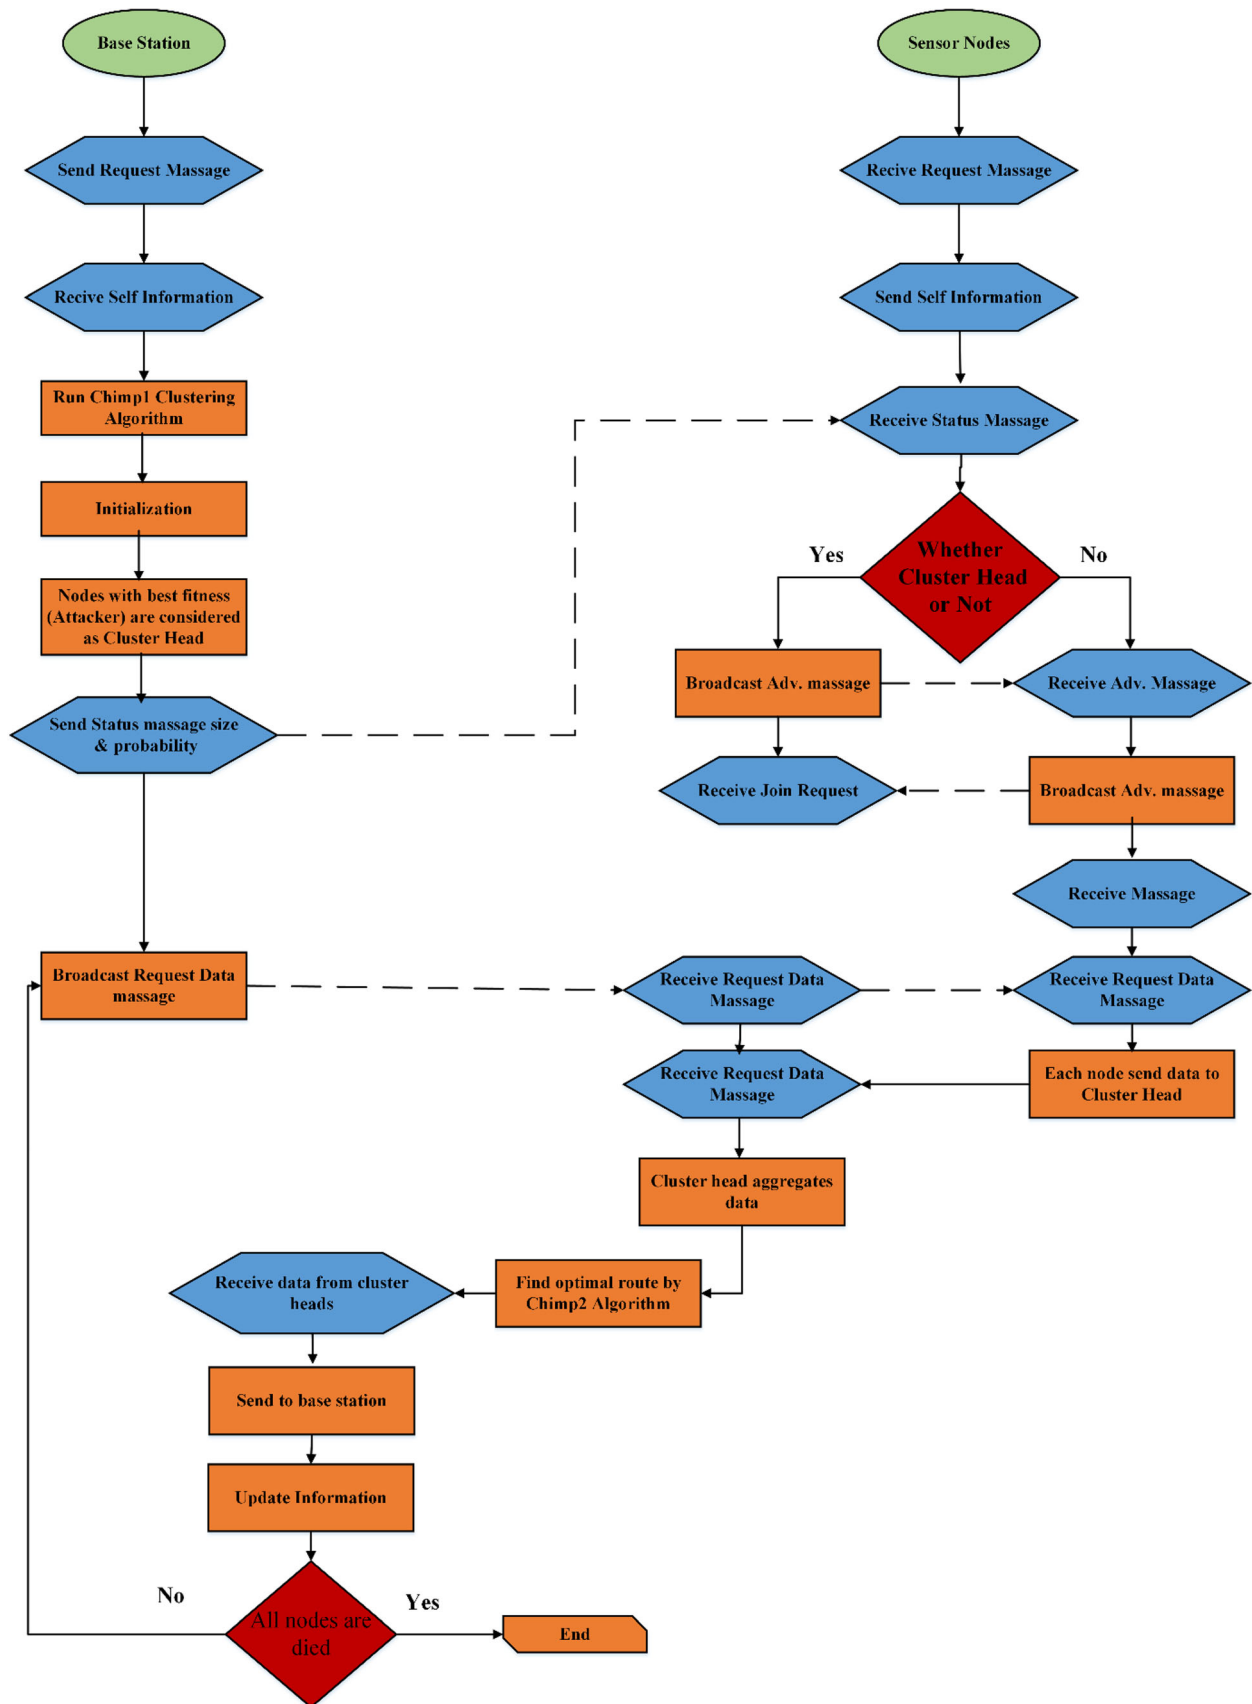 Base Station
Sensor Nodes
Send Request Massage
Recive Request Massage
Recive Self Information
Send Self Information
Run Chimp1 Clustering
Algorithm
Receive Status Massage
Initialization
Yes
Whether
Cluster Head
or Not
No
Nodes with best fitness
(Attacker) are considered
as Cluster Head
Broadcast Adv. massage
Receive Adv. Massage
Send Status massage size
& probability
Receive Join Request
Broadcast Adv. massage
Receive Massage
Broadcast Request Data
massage
Receive Request Data
Massage
Receive Request Data
Massage
Receive Request Data
Massage
Each node send data to
Cluster Head
Cluster head aggregates
data
Receive data from cluster
heads
Find optimal route by
Chimp2 Algorithm
Send to base station
Update Information
No
All nodes are
died
Yes
End